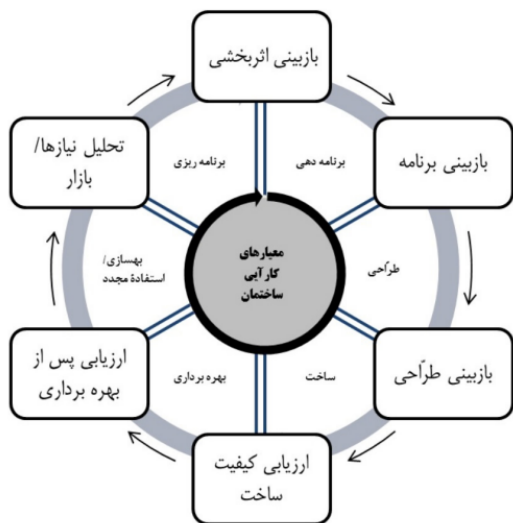 بازبینی اثربخشی
تحلیل نیازها/
بازار
بازبینی برنامه
برنامه ریزی
برنامه دهی
معیارهای
کارآیی
ساختمان
بهسازی/
استفادهٔ مجدد
طرّاحی
ارزیابی پس از
بهره برداری
بازبینی طرّاحی
بهره برداری
ساخت
ارزیابی کیفیت
ساخت